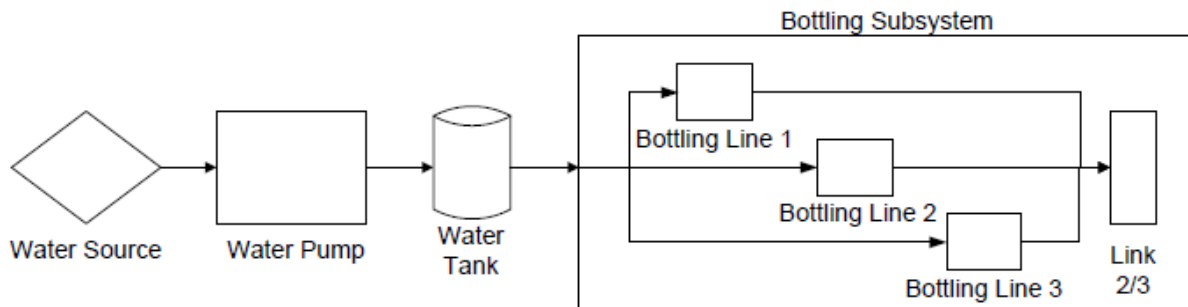 Bottling Subsystem
Bottling Line 1
Bottling Line 2
Bottling Line 3
Water Source
Water Pump
Water
Tank
Link
2/3